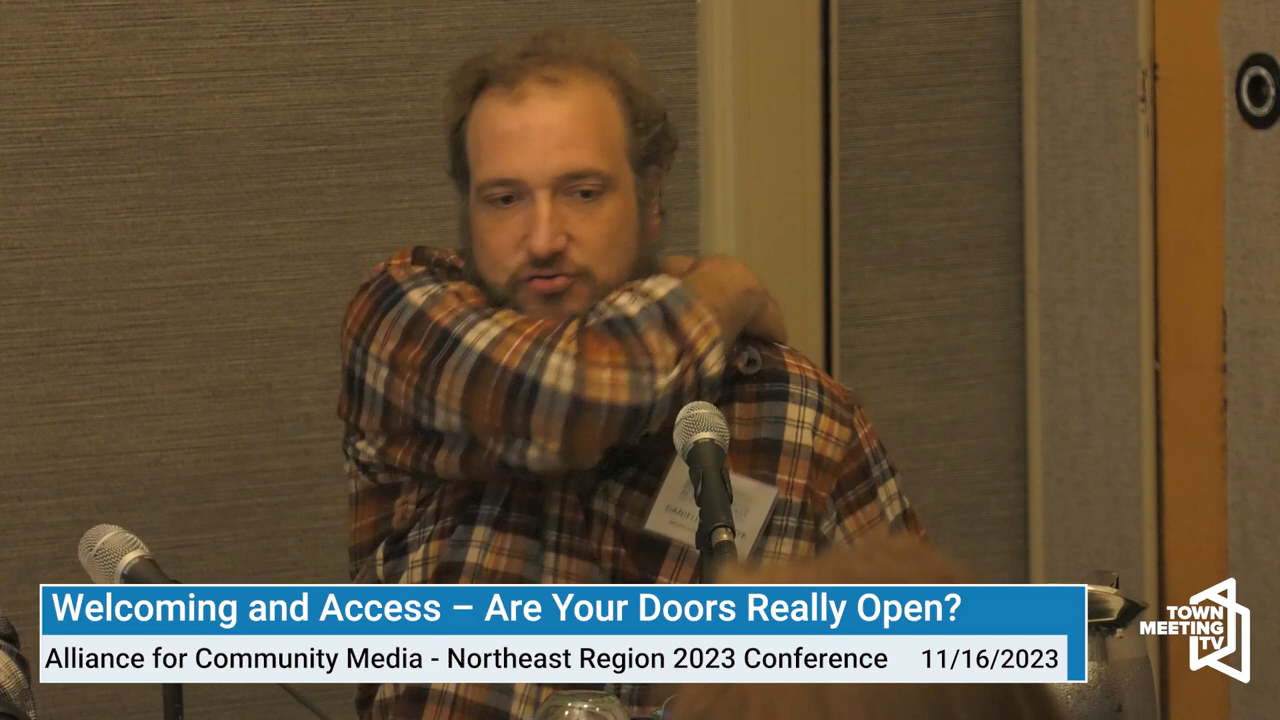 DANIEL
Welcoming and Access – Are Your Doors Really Open?
Alliance for Community Media - Northeast Region 2023 Conference 11/16/2023
TOWN
MEETING
TV